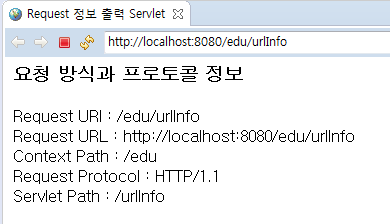 Request 정보 출력 Servlet
http://localhost:8080/edu/urlInfo
요청 방식과 프로토콜 정보
Request URI : /edu/urlInfo
Request URL : http://localhost:8080/edu/urlInfo
Context Path : /edu
Request Protocol : HTTP/1.1
Servlet Path : /urlInfo